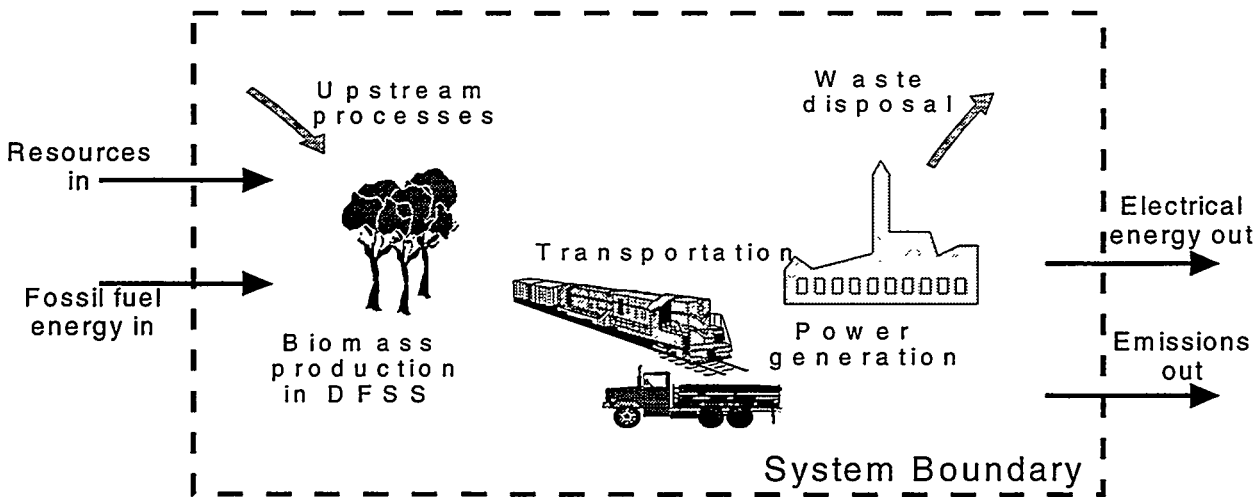 Upstream
processes
Waste
disposal
Resources
in
Fossil fuel
energy in
Biomass
production
in DFSS
Transportation
Power
generation
Electrical
energy out
Emissions
out
System Boundary